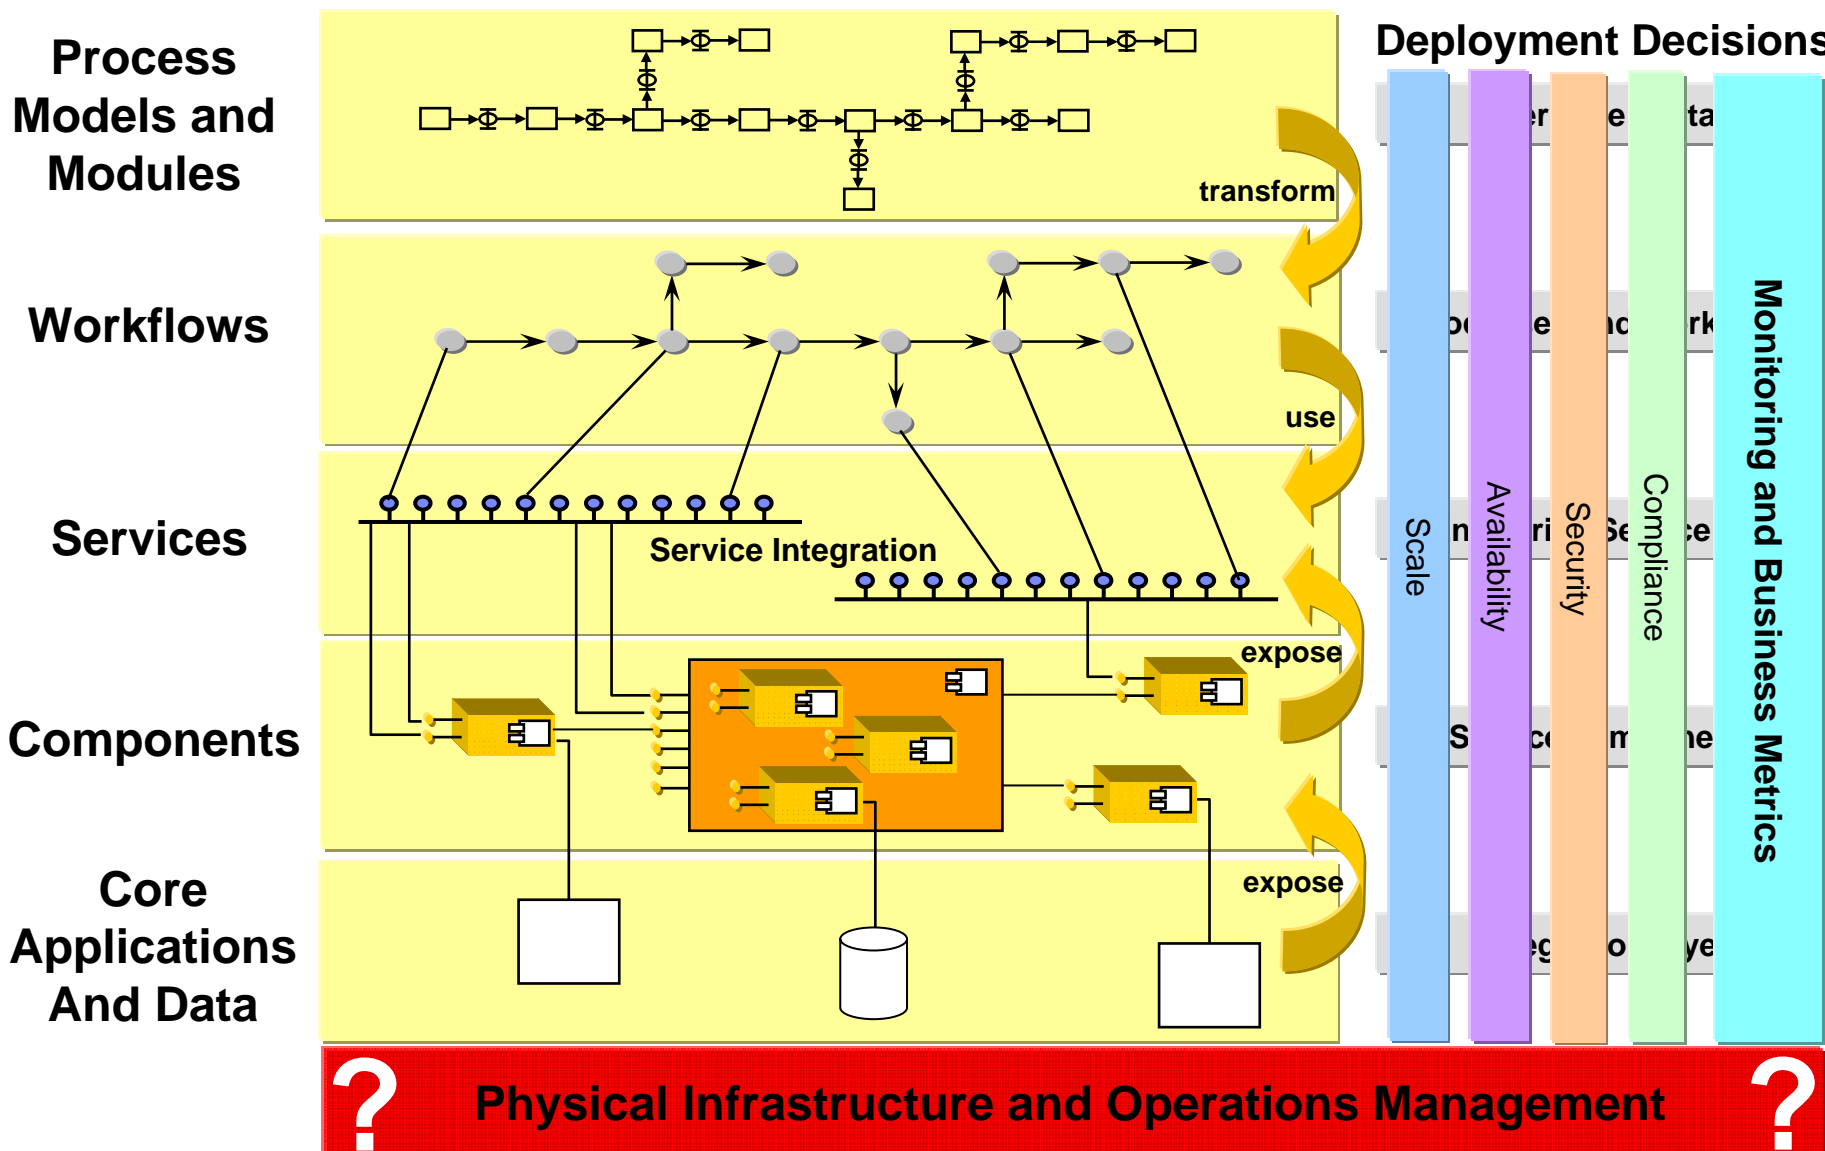 Process
Models and
Modules
Deployment Decisions
transform
Workflows
use
Services
Service Integration
expose
Components
Core
Applications
And Data
expose
Scale
Availability
Security
Compliance
Monitoring and Business Metrics
? Physical Infrastructure and Operations Management ?